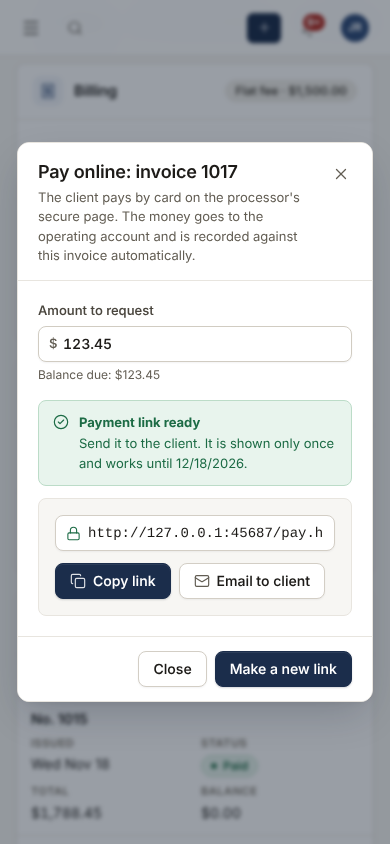 9+
JR
Billing
Flat fee · $1,500.00
Pay online: invoice 1017
The client pays by card on the processor's
secure page. The money goes to the
operating account and is recorded against
this invoice automatically.
Amount to request
$ 123.45
Balance due: $123.45
Payment link ready
Send it to the client. It is shown only once
and works until 12/18/2026.
http://127.0.0.1:45687/pay.h
Copy link
Email to client
Close
Make a new link
No. 1015
ISSUED
STATUS
Wed Nov 18
Paid
TOTAL
BALANCE
$1,788.45
$0.00